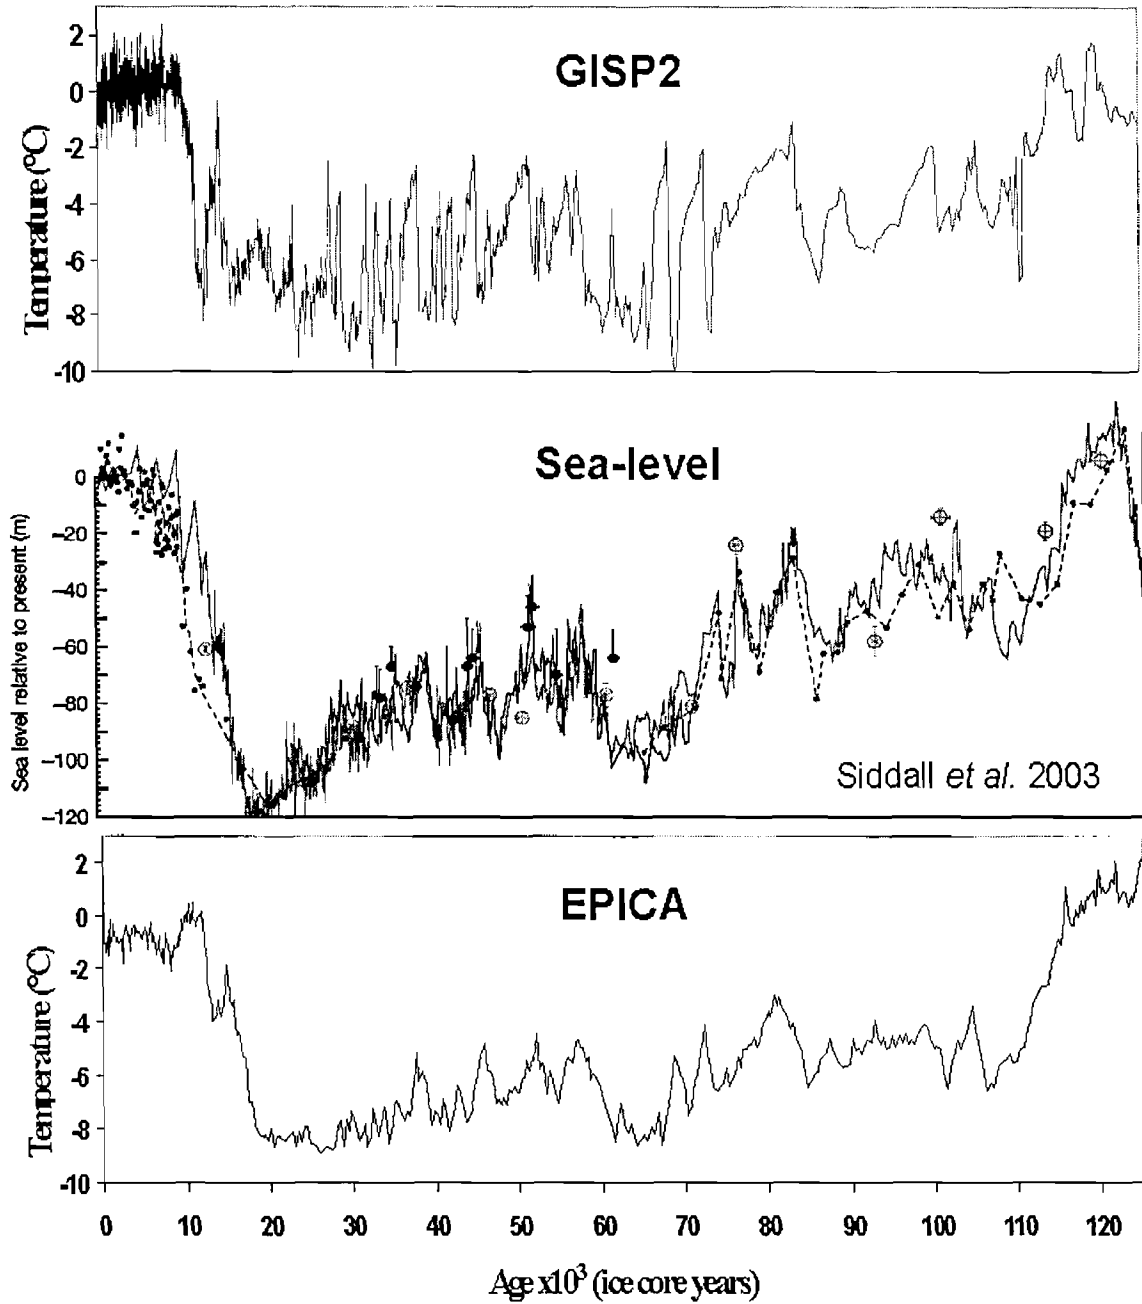 GISP2
Temperature (°C)
2
0
-2
-4
-6
-8
-10
Sea-level
Sea level relative to present (m)
0
−20
−40
−60
−80
−100
−120
Siddall et al. 2003
EPICA
Temperature (°C)
2
0
-2
-4
-6
-8
-10
0 10 20 30 40 50 60 70 80 90 100 110 120
Age x10³ (ice core years)